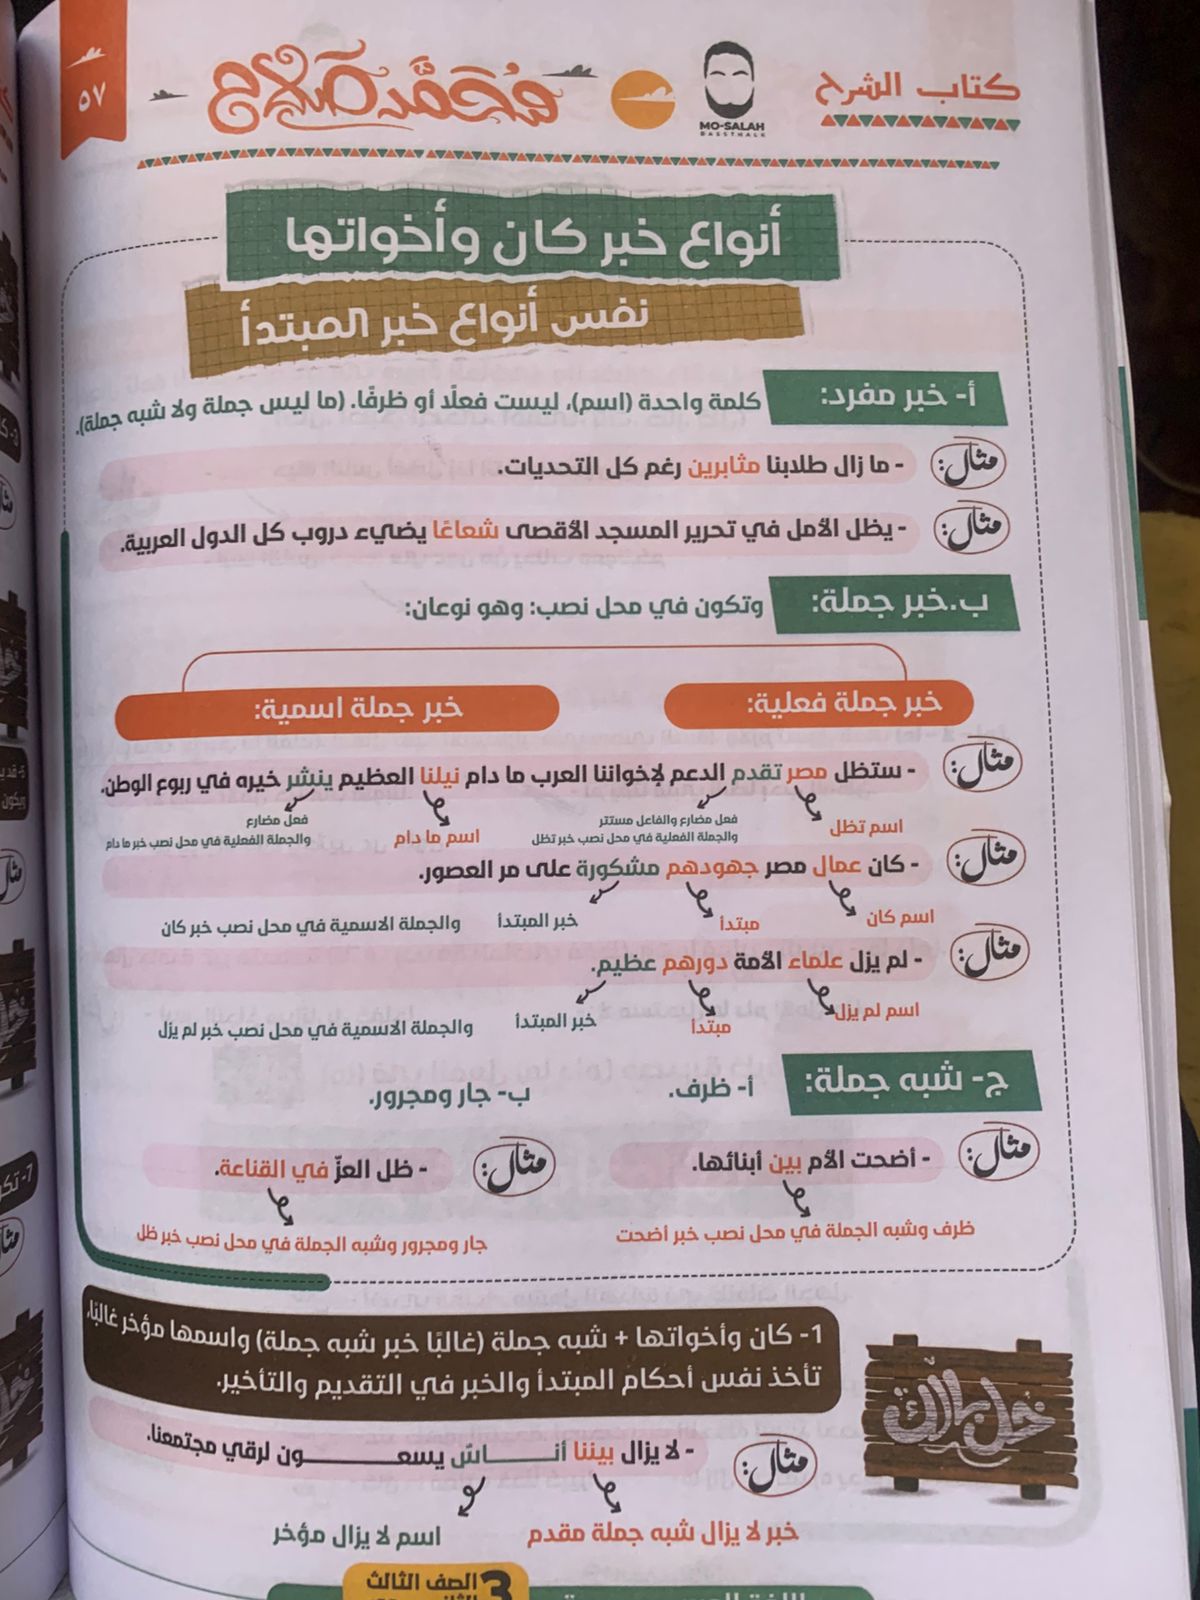 ٥٧
محمد صلاح
MO-SALAH
كتاب الشرح
أنواع خبر كان وأخواتها
نفس أنواع خبر المبتدأ
أ- خبر مفرد: كلمة واحدة (اسم)، ليست فعلًا أو ظرفًا. (ما ليس جملة ولا شبه جملة).
مثال: - ما زال طلابنا مثابرين رغم كل التحديات.
مثال: - يظل الأمل في تحرير المسجد الأقصى شعاعًا يضيء دروب كل الدول العربية.
ب.خبر جملة: وتكون في محل نصب: وهو نوعان:
خبر جملة فعلية:
خبر جملة اسمية:
مثال: - ستظل مصر تقدم الدعم لإخواننا العرب ما دام نيلنا العظيم ينشر خيره في ربوع الوطن.
اسم تظل
فعل مضارع والفاعل مستتر
والجملة الفعلية في محل نصب خبر تظل
اسم ما دام
فعل مضارع
والجملة الفعلية في محل نصب خبر ما دام
مثال: - كان عمال مصر جهودهم مشكورة على مر العصور.
اسم كان
مبتدأ
خبر المبتدأ
والجملة الاسمية في محل نصب خبر كان
مثال: - لم يزل علماء الأمة دورهم عظيم.
اسم لم يزل
مبتدأ
خبر المبتدأ
والجملة الاسمية في محل نصب خبر لم يزل
ج- شبه جملة: أ- ظرف. ب- جار ومجرور.
مثال: - أضحت الأم بين أبنائها.
ظرف وشبه الجملة في محل نصب خبر أضحت
مثال: - ظل العزّ في القناعة.
جار ومجرور وشبه الجملة في محل نصب خبر ظل
خلي بالك
1- كان وأخواتها + شبه جملة (غالبًا خبر شبه جملة) واسمها مؤخر غالبًا،
تأخذ نفس أحكام المبتدأ والخبر في التقديم والتأخير.
مثال: - لا يزال بيننا أنـــــاسٌ يسعـــــون لرقي مجتمعنا.
خبر لا يزال شبه جملة مقدم
اسم لا يزال مؤخر
3 الصف الثالث